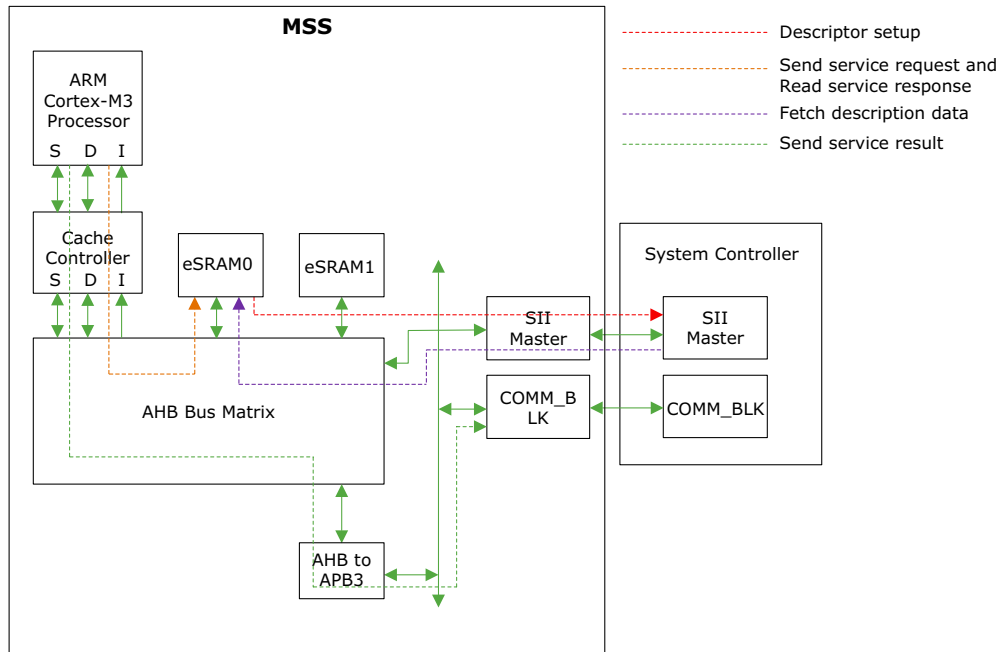 MSS
ARM
Cortex-M3
Processor
S D I
Cache
Controller
S D I
eSRAM0
eSRAM1
AHB Bus Matrix
AHB to
APB3
SII
Master
COMM_B
LK
System Controller
SII
Master
COMM_BLK
Descriptor setup
Send service request and
Read service response
Fetch description data
Send service result